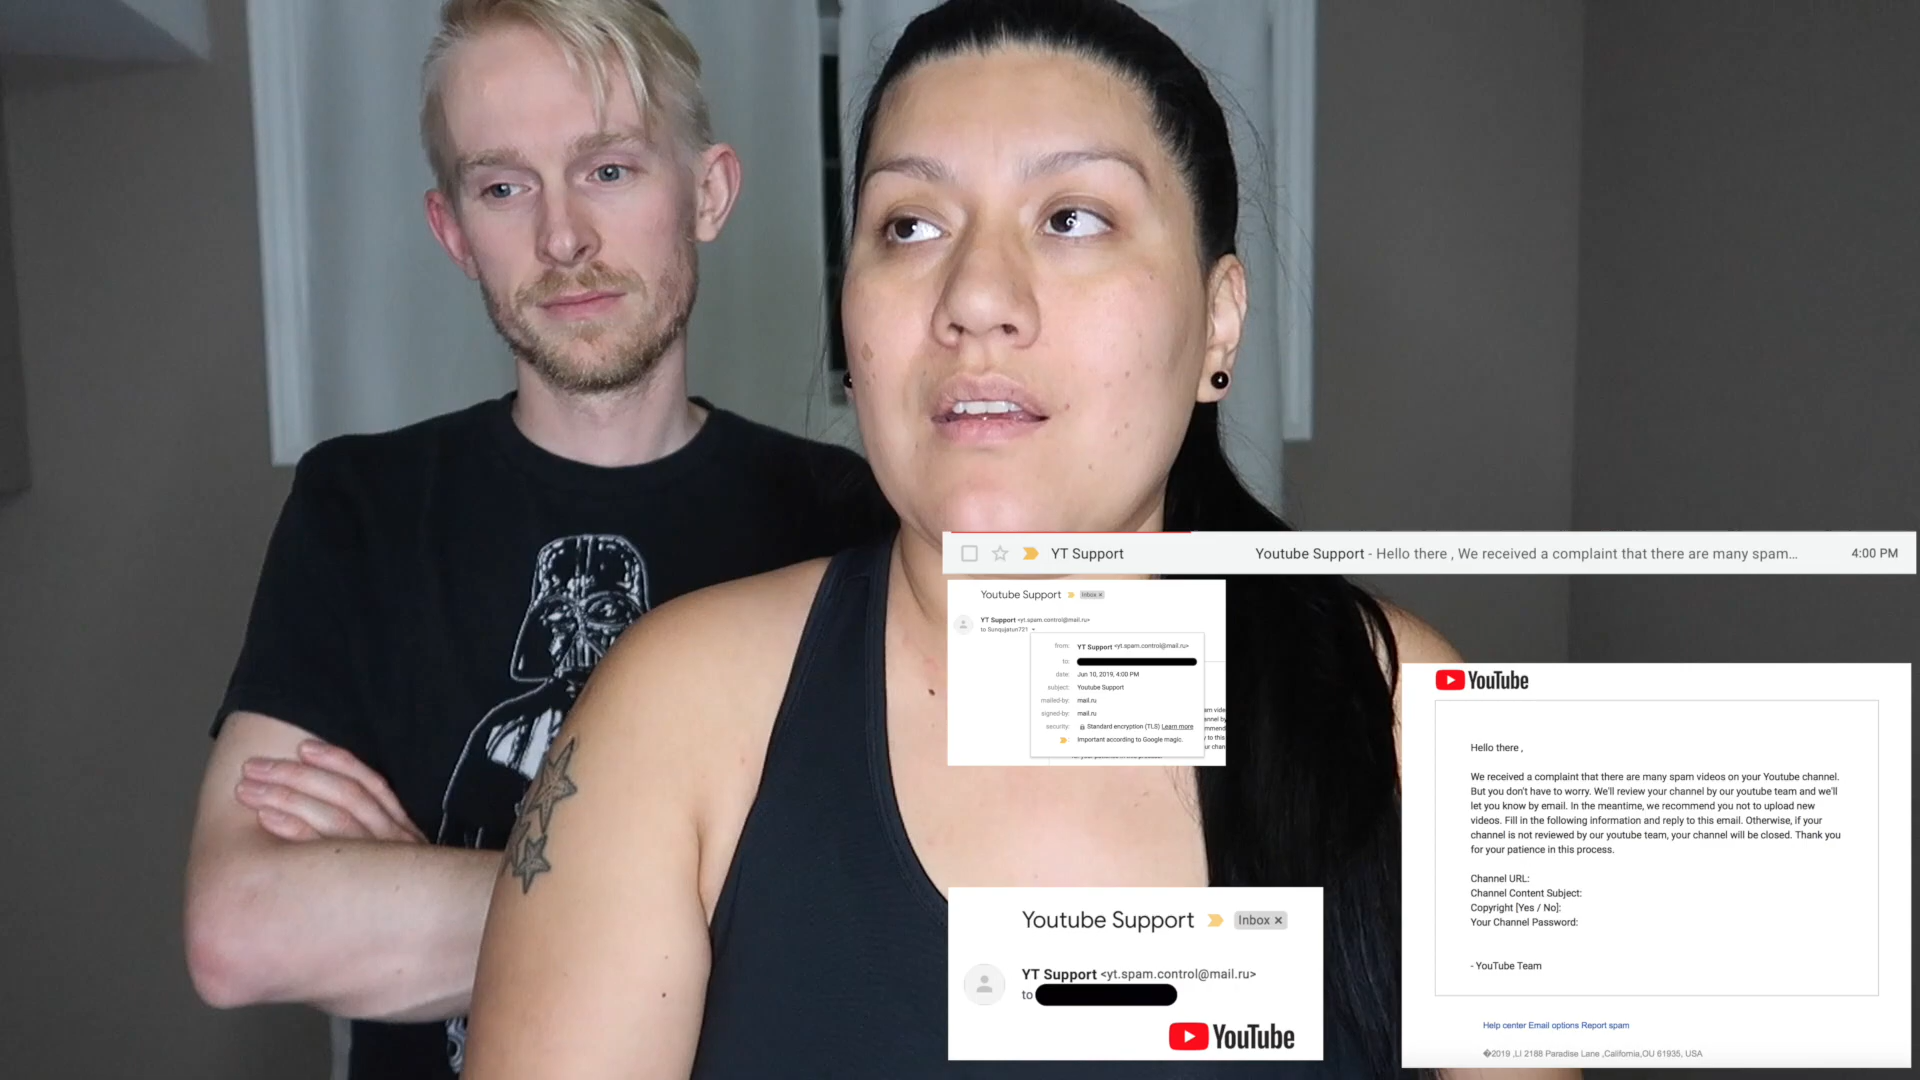 YT Support Youtube Support - Hello there , We received a complaint that there are many spam... 4:00 PM
Youtube Support Inbox x
YT Support <yt.spam.control@mail.ru>
to Sunqujatun721
from: YT Support <yt.spam.control@mail.ru>
to:
date: Jun 10, 2019, 4:00 PM
subject: Youtube Support
mailed-by: mail.ru
signed-by: mail.ru
security: Standard encryption (TLS) Learn more
Important according to Google magic.
Youtube Support Inbox x
YT Support <yt.spam.control@mail.ru>
to
YouTube
YouTube
Hello there ,
We received a complaint that there are many spam videos on your Youtube channel.
But you don't have to worry. We'll review your channel by our youtube team and we'll
let you know by email. In the meantime, we recommend you not to upload new
videos. Fill in the following information and reply to this email. Otherwise, if your
channel is not reviewed by our youtube team, your channel will be closed. Thank you
for your patience in this process.
Channel URL:
Channel Content Subject:
Copyright [Yes / No]:
Your Channel Password:
- YouTube Team
Help center Email options Report spam
�2019 ,LI 2188 Paradise Lane ,California,OU 61935, USA